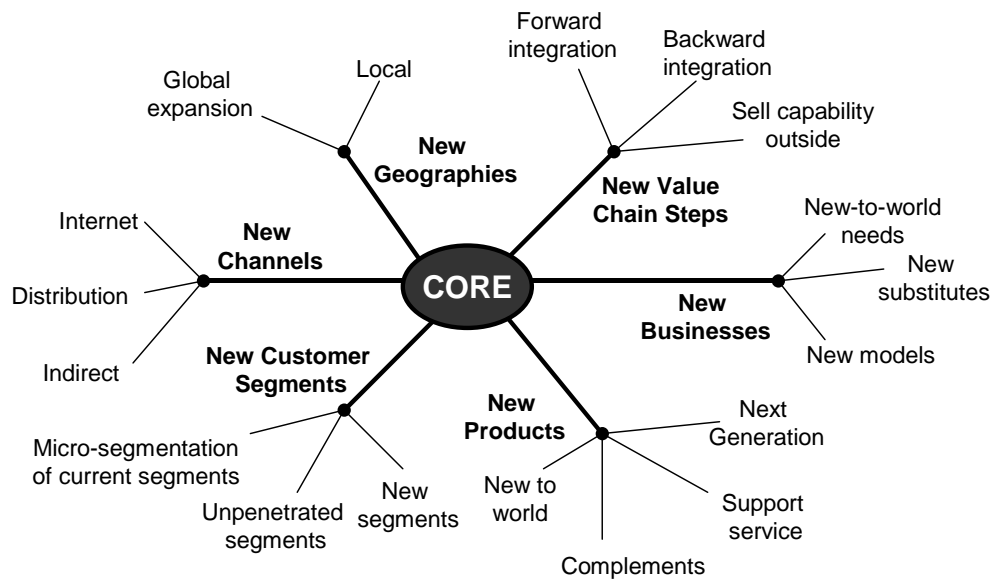 Forward
integration
Backward
integration
Local
Global
expansion
Sell capability
outside
New
Geographies
New Value
Chain Steps
Internet
New
Channels
New-to-world
needs
New
substitutes
CORE
Distribution
New
Businesses
New models
Indirect
New Customer
Segments
New
Products
Next
Generation
Micro-segmentation
of current segments
New
segments
New to
world
Support
service
Unpenetrated
segments
Complements